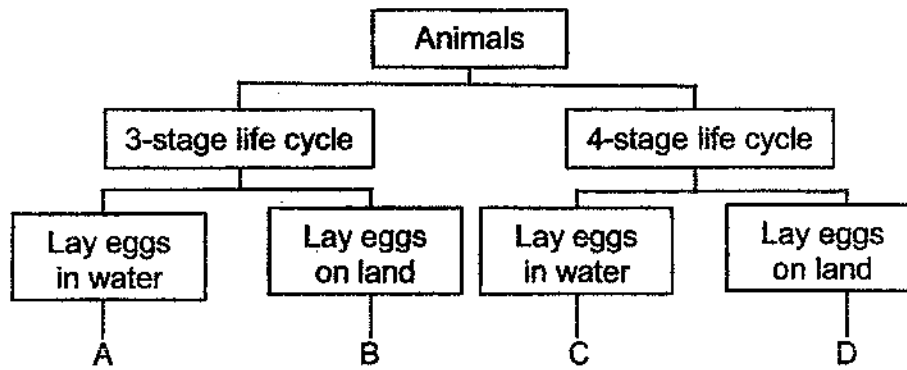 Animals
3-stage life cycle
4-stage life cycle
Lay eggs
in water
Lay eggs
on land
Lay eggs
in water
Lay eggs
on land
A
B
C
D